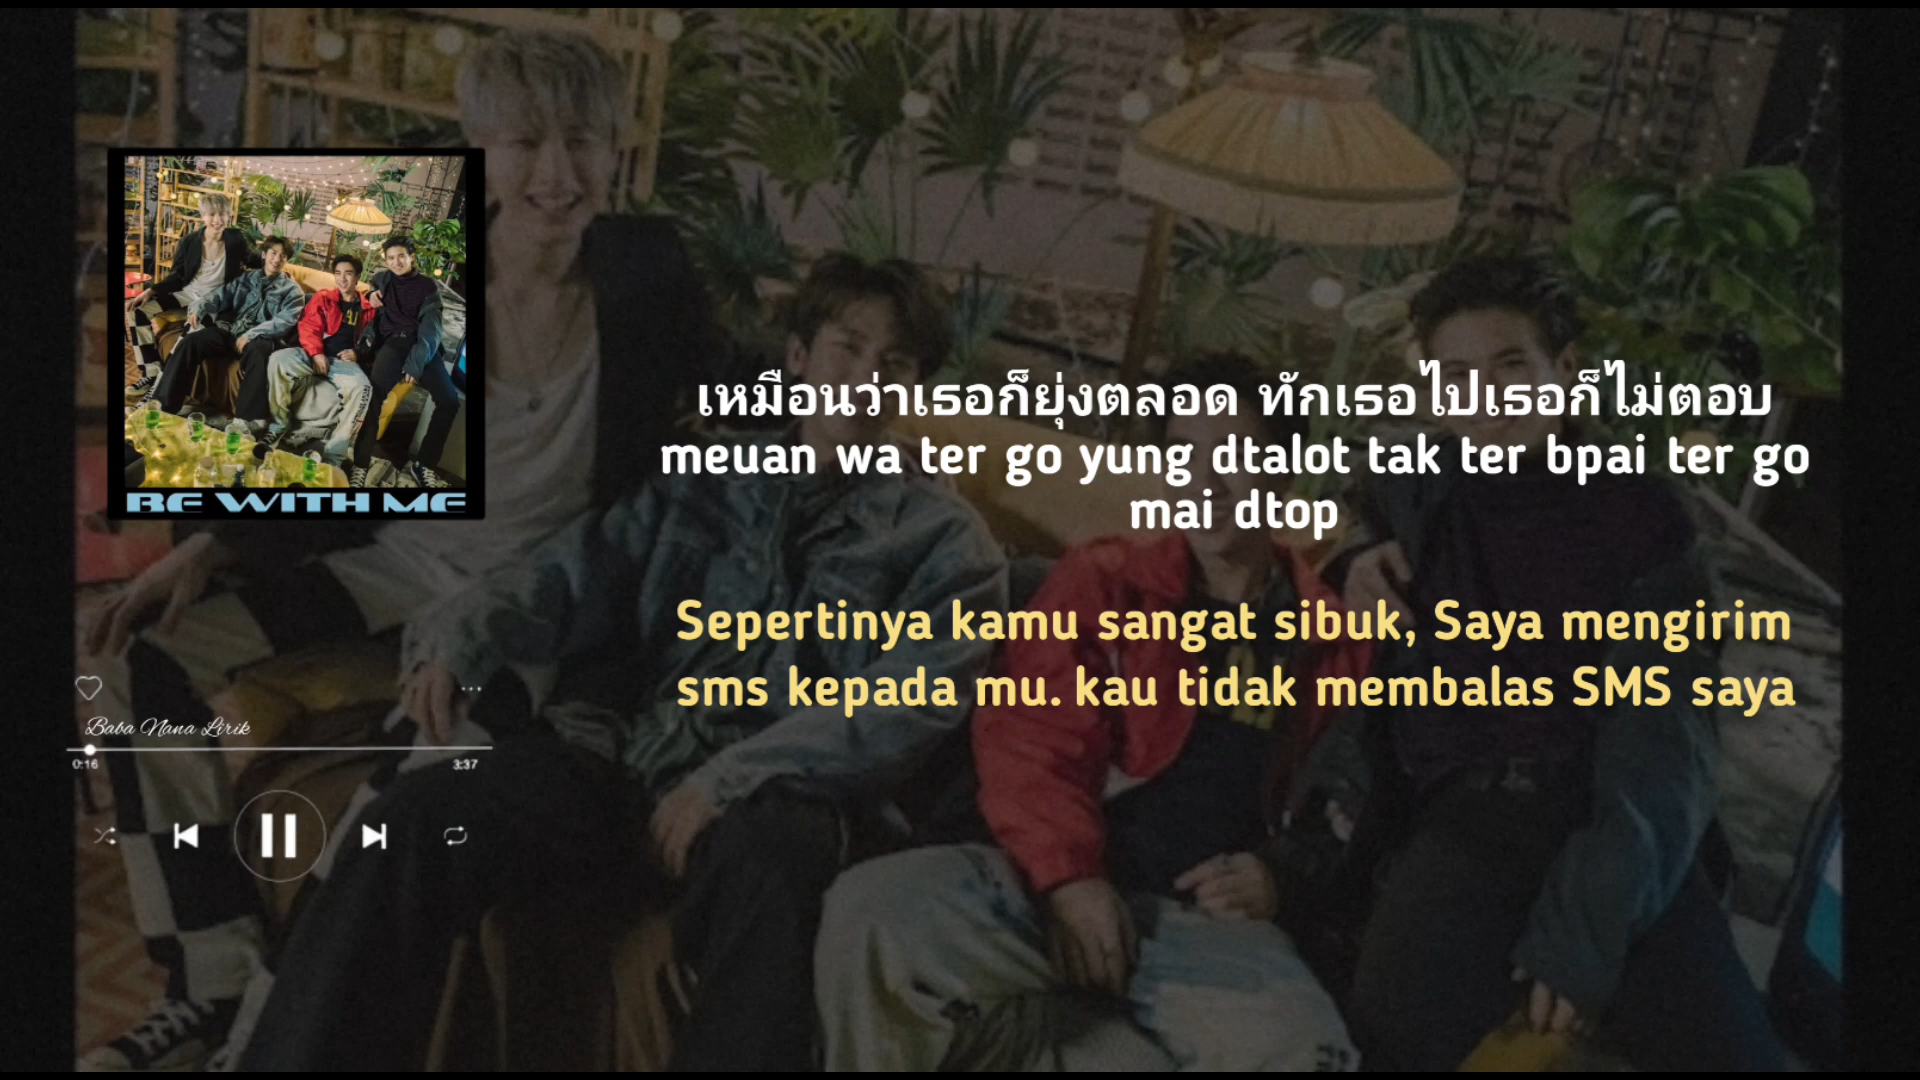 BE WITH ME
Baba Nana Lirik
0:16
3:37
เหมือนว่าเธอก็ยุ่งตลอด ทักเธอไปเธอก็ไม่ตอบ
meuan wa ter go yung dtalot tak ter bpai ter go
mai dtop
Sepertinya kamu sangat sibuk, Saya mengirim
sms kepada mu. kau tidak membalas SMS saya